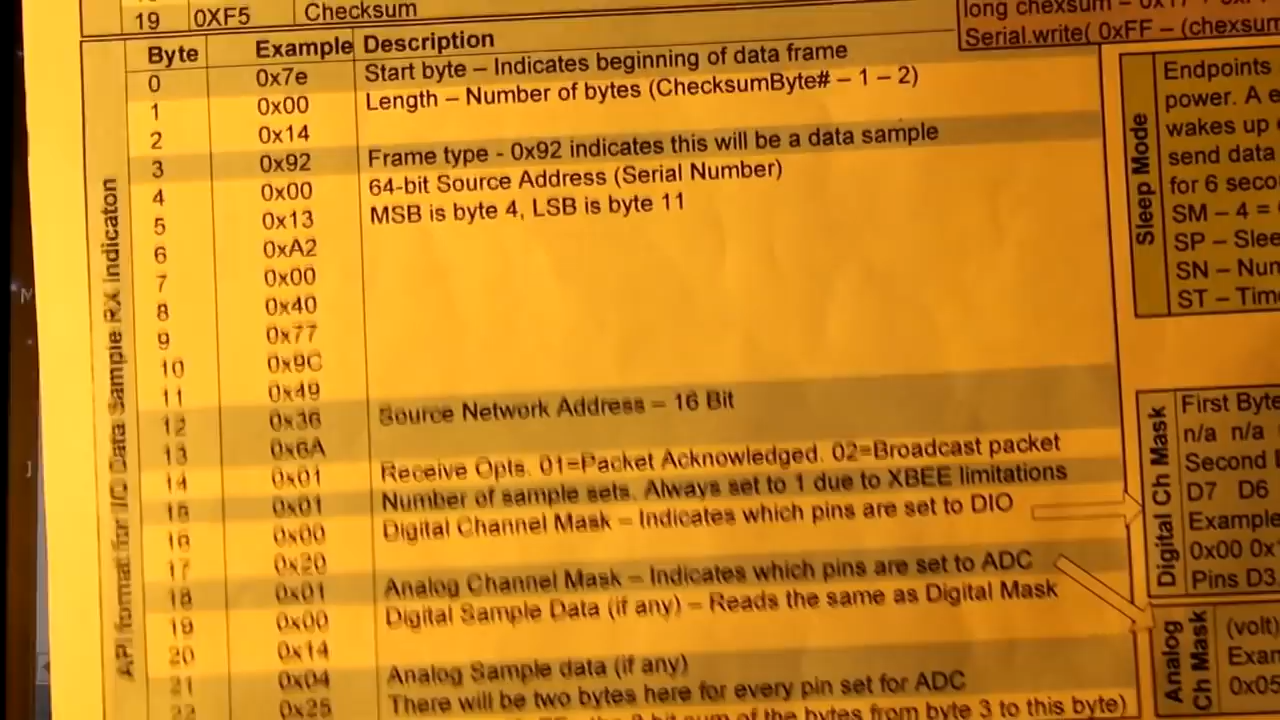 19 0XF5 Checksum
long chexsum
Serial.write( 0xFF – (chexsum
Byte Example Description
0 0x7e Start byte – Indicates beginning of data frame
1 0x00 Length – Number of bytes (ChecksumByte# – 1 – 2)
2 0x14
3 0x92 Frame type - 0x92 indicates this will be a data sample
4 0x00 64-bit Source Address (Serial Number)
5 0x13 MSB is byte 4, LSB is byte 11
6 0xA2
7 0x00
8 0x40
9 0x77
10 0x9C
11 0x49
12 0x36 Source Network Address – 16 Bit
13 0x6A
14 0x01 Receive Opts. 01=Packet Acknowledged. 02=Broadcast packet
15 0x01 Number of sample sets. Always set to 1 due to XBEE limitations
16 0x00 Digital Channel Mask – Indicates which pins are set to DIO
17 0x20
18 0x01 Analog Channel Mask – Indicates which pins are set to ADC
19 0x00 Digital Sample Data (if any) – Reads the same as Digital Mask
20 0x14
21 0x04 Analog Sample data (if any)
22 0x25 There will be two bytes here for every pin set for ADC
sum of the bytes from byte 3 to this byte)
API format for I/O Data Sample RX Indicaton
Sleep Mode
Endpoints
power. A e
wakes up
send data
for 6 seco
SM – 4 =
SP – Slee
SN – Num
ST – Time
Digital Ch Mask
First Byte
n/a n/a
Second
D7 D6
Example
0x00 0x
Pins D3
Analog
Ch Mask
(volt)
Exam
0x05